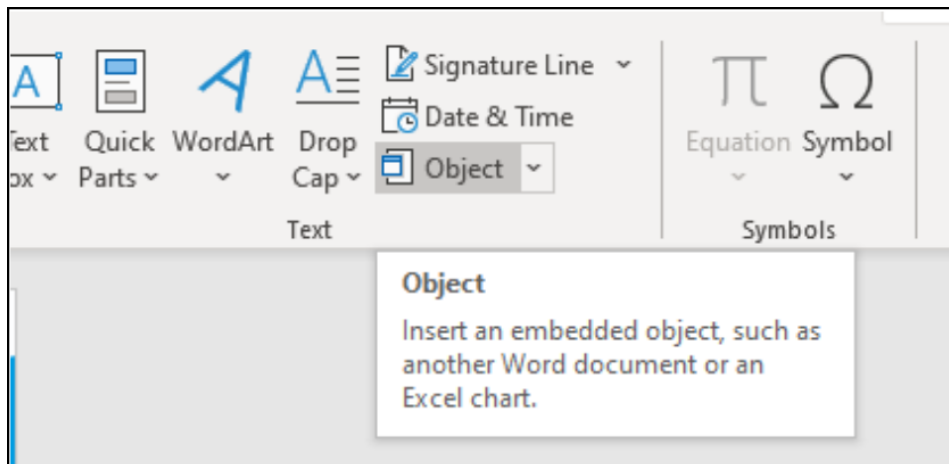 Signature Line
Date & Time
Object
Quick Parts
WordArt
Drop Cap
Text
Equation
Symbol
Symbols
Object
Insert an embedded object, such as
another Word document or an
Excel chart.